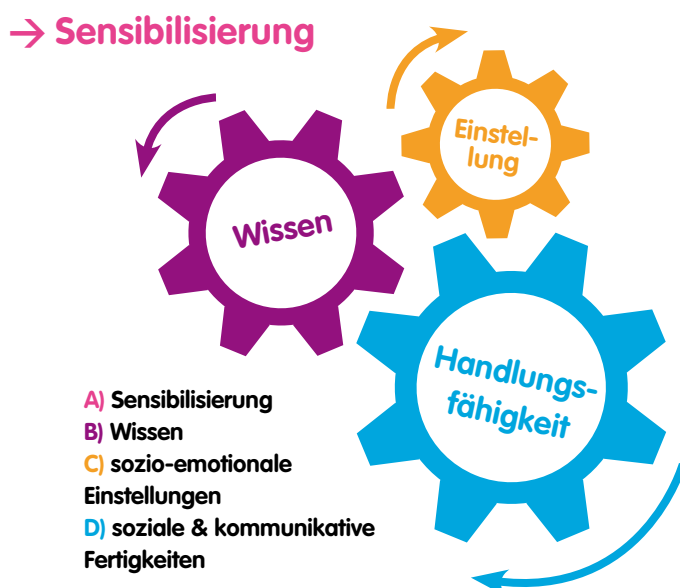 → Sensibilisierung
Einstel-
lung
Wissen
Handlungs-
fähigkeit
A) Sensibilisierung
B) Wissen
C) sozio-emotionale
Einstellungen
D) soziale & kommunikative
Fertigkeiten